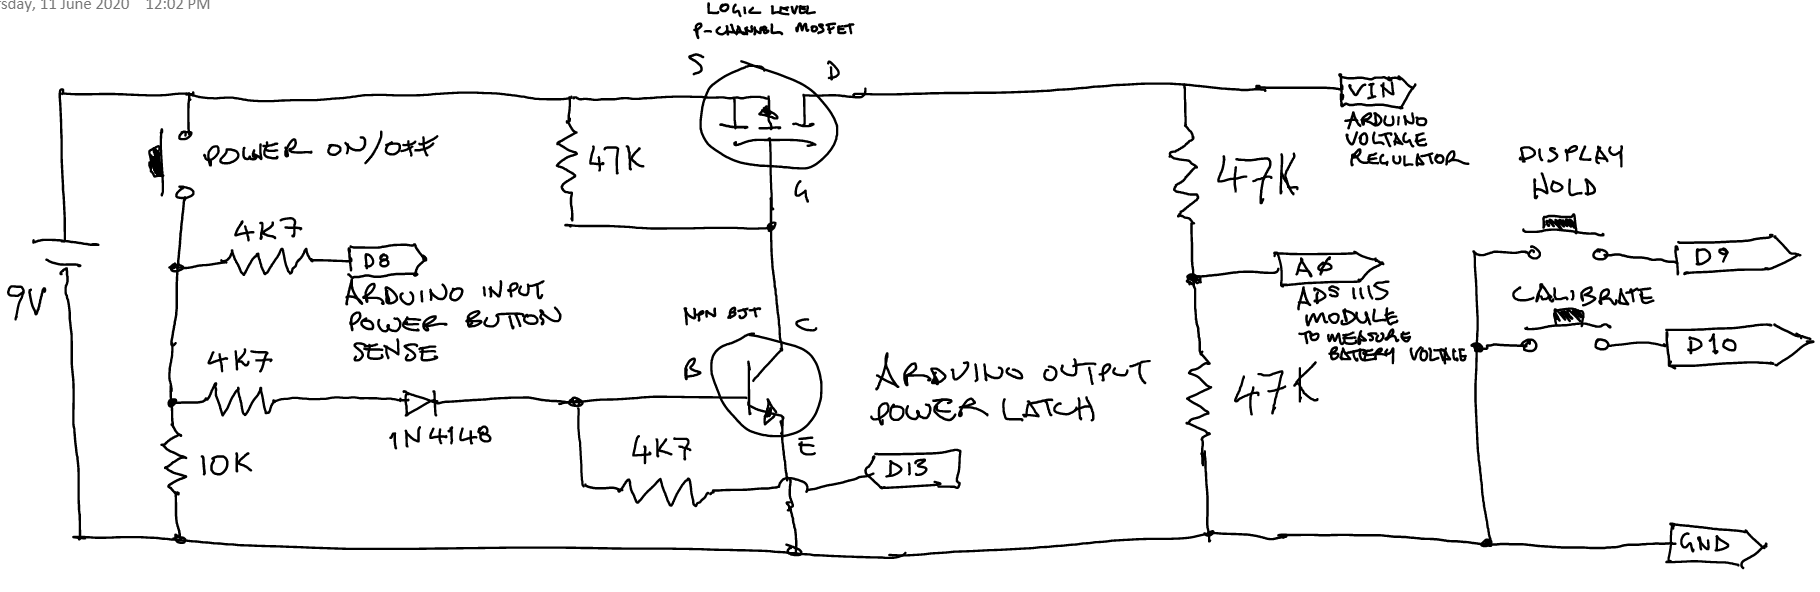 rsday, 11 June 2020 12:02 PM
LOGIC LEVEL
P-CHANNEL MOSFET
S
D
VIN
ARDUINO
VOLTAGE
REGULATOR
POWER ON/OFF
47K
G
47K
DISPLAY
HOLD
4K7
D8
ARDUINO INPUT
POWER BUTTON
SENSE
9V
A0
ADS 1115
MODULE
TO MEASURE
BATTERY VOLTAGE
D9
CALIBRATE
D10
NPN BJT
C
B
E
4K7
1N4148
ARDUINO OUTPUT
POWER LATCH
47K
10K
4K7
D13
GND